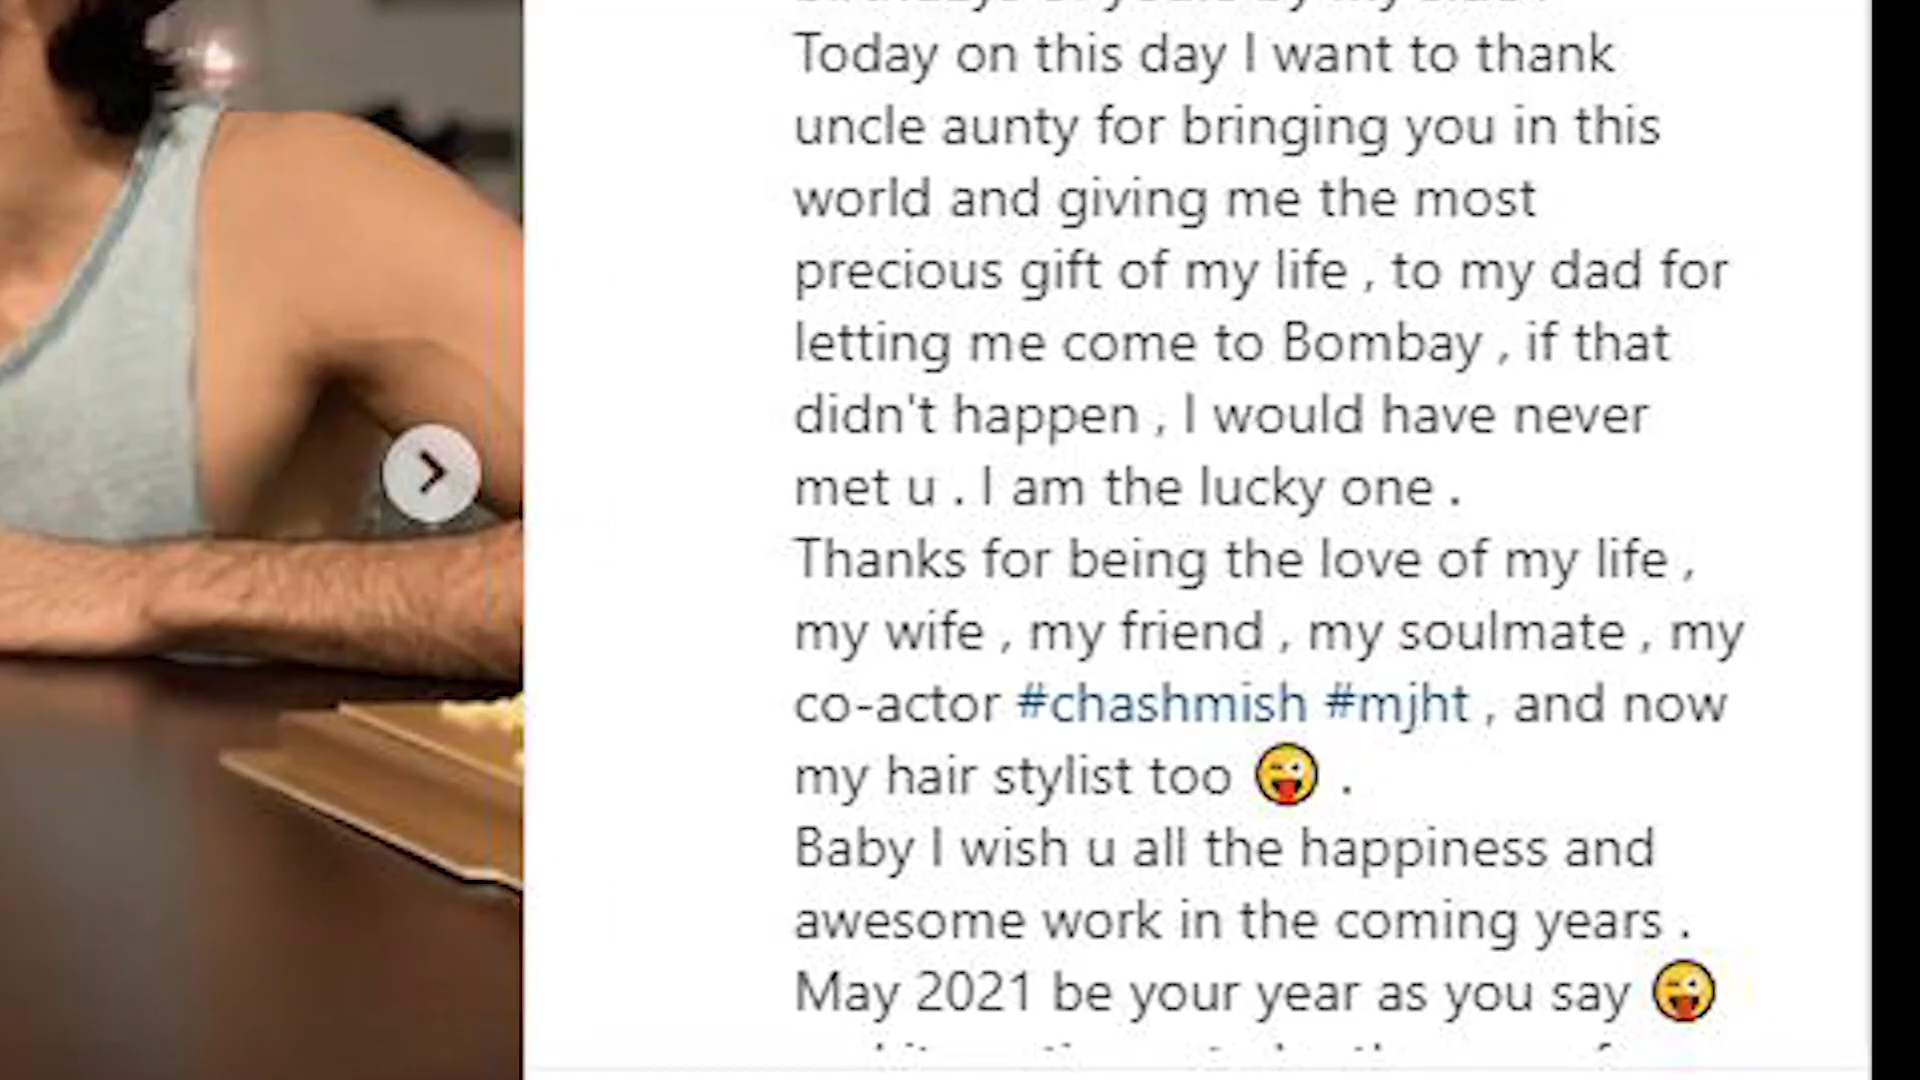 Today on this day I want to thank
uncle aunty for bringing you in this
world and giving me the most
precious gift of my life , to my dad for
letting me come to Bombay , if that
didn't happen , I would have never
met u . I am the lucky one .
Thanks for being the love of my life ,
my wife , my friend , my soulmate , my
co-actor #chashmish #mjht , and now
my hair stylist too 😜 .
Baby I wish u all the happiness and
awesome work in the coming years .
May 2021 be your year as you say 😜